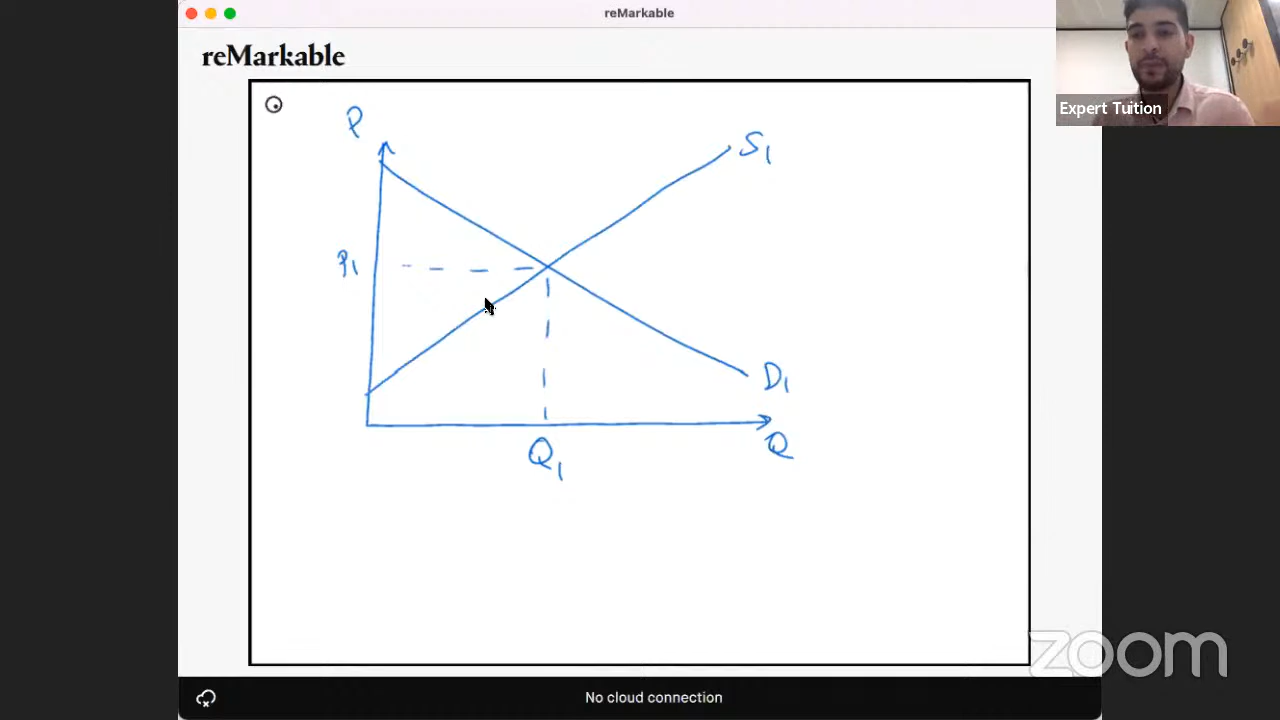 reMarkable
reMarkable
Expert Tuition
P
S1
P1
D1
Q
Q1
No cloud connection
zoom